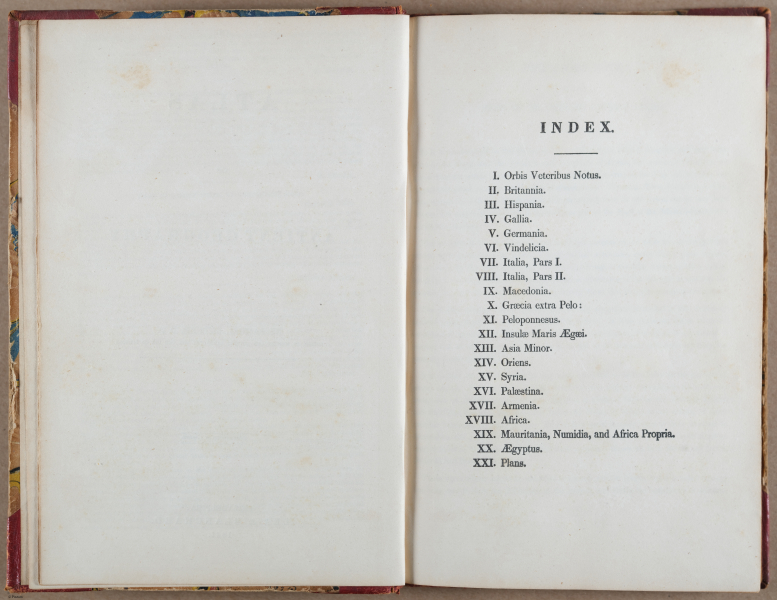 INDEX.
I. Orbis Veteribus Notus.
II. Britannia.
III. Hispania.
IV. Gallia.
V. Germania.
VI. Vindelicia.
VII. Italia, Pars I.
VIII. Italia, Pars II.
IX. Macedonia.
X. Græcia extra Pelo:
XI. Peloponnesus.
XII. Insulæ Maris Ægæi.
XIII. Asia Minor.
XIV. Oriens.
XV. Syria.
XVI. Palæstina.
XVII. Armenia.
XVIII. Africa.
XIX. Mauritania, Numidia, and Africa Propria.
XX. Ægyptus.
XXI. Plans.